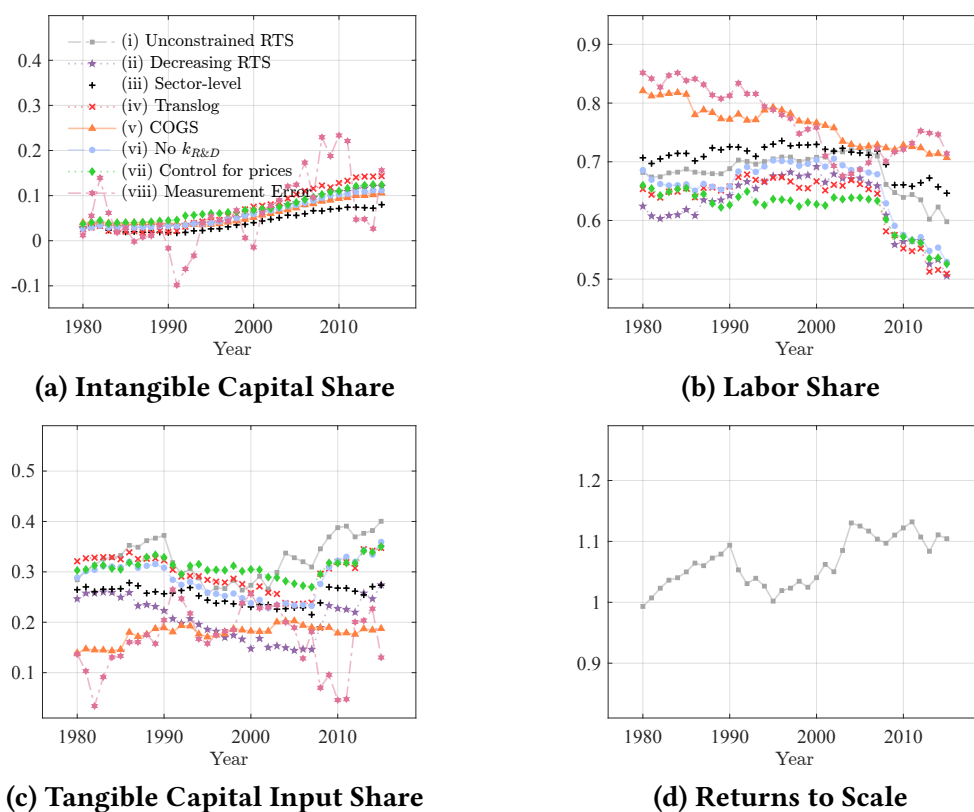 0.4
0.3
0.2
0.1
0
-0.1
(i) Unconstrained RTS
(ii) Decreasing RTS
(iii) Sector-level
(iv) Translog
(v) COGS
(vi) No k_{R&D}
(vii) Control for prices
(viii) Measurement Error
1980 1990 2000 2010
Year
(a) Intangible Capital Share
0.9
0.8
0.7
0.6
0.5
1980 1990 2000 2010
Year
(b) Labor Share
0.5
0.4
0.3
0.2
0.1
1980 1990 2000 2010
Year
(c) Tangible Capital Input Share
1.2
1.1
1
0.9
1980 1990 2000 2010
Year
(d) Returns to Scale